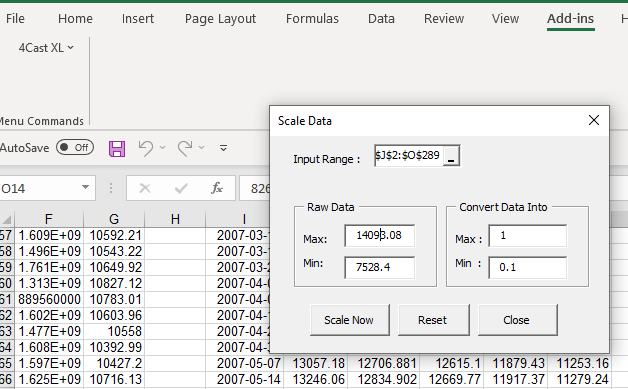 File Home Insert Page Layout Formulas Data Review View Add-ins
4Cast XL
Menu Commands
AutoSave Off
Scale Data
Input Range : $J$2:$O$289
O14 fx 826
Raw Data Convert Data Into
Max: 14093.08 Max : 1
Min: 7528.4 Min : 0.1
Scale Now Reset Close
F G H I
57 1.609E+09 10592.21 2007-03-1
58 1.496E+09 10543.22 2007-03-1
59 1.761E+09 10649.92 2007-03-2
60 1.313E+09 10827.12 2007-04-0
61 889560000 10783.01 2007-04-0
62 1.602E+09 10603.96 2007-04-1
63 1.477E+09 10558 2007-04-2
64 1.608E+09 10392.99 2007-04-3
65 1.597E+09 10427.2 2007-05-07 13057.18 12706.881 12615.1 11879.43 11253.16
66 1.625E+09 10716.13 2007-05-14 13246.06 12834.902 12669.77 11917.37 11279.24